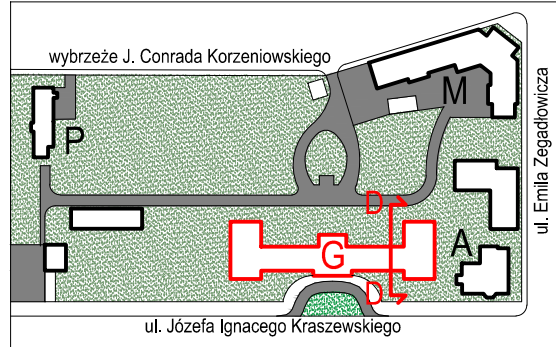 wybrzeże J. Conrada Korzeniowskiego
M
P
ul. Emila Zegadłowicza
D
G
A
D
ul. Józefa Ignacego Kraszewskiego